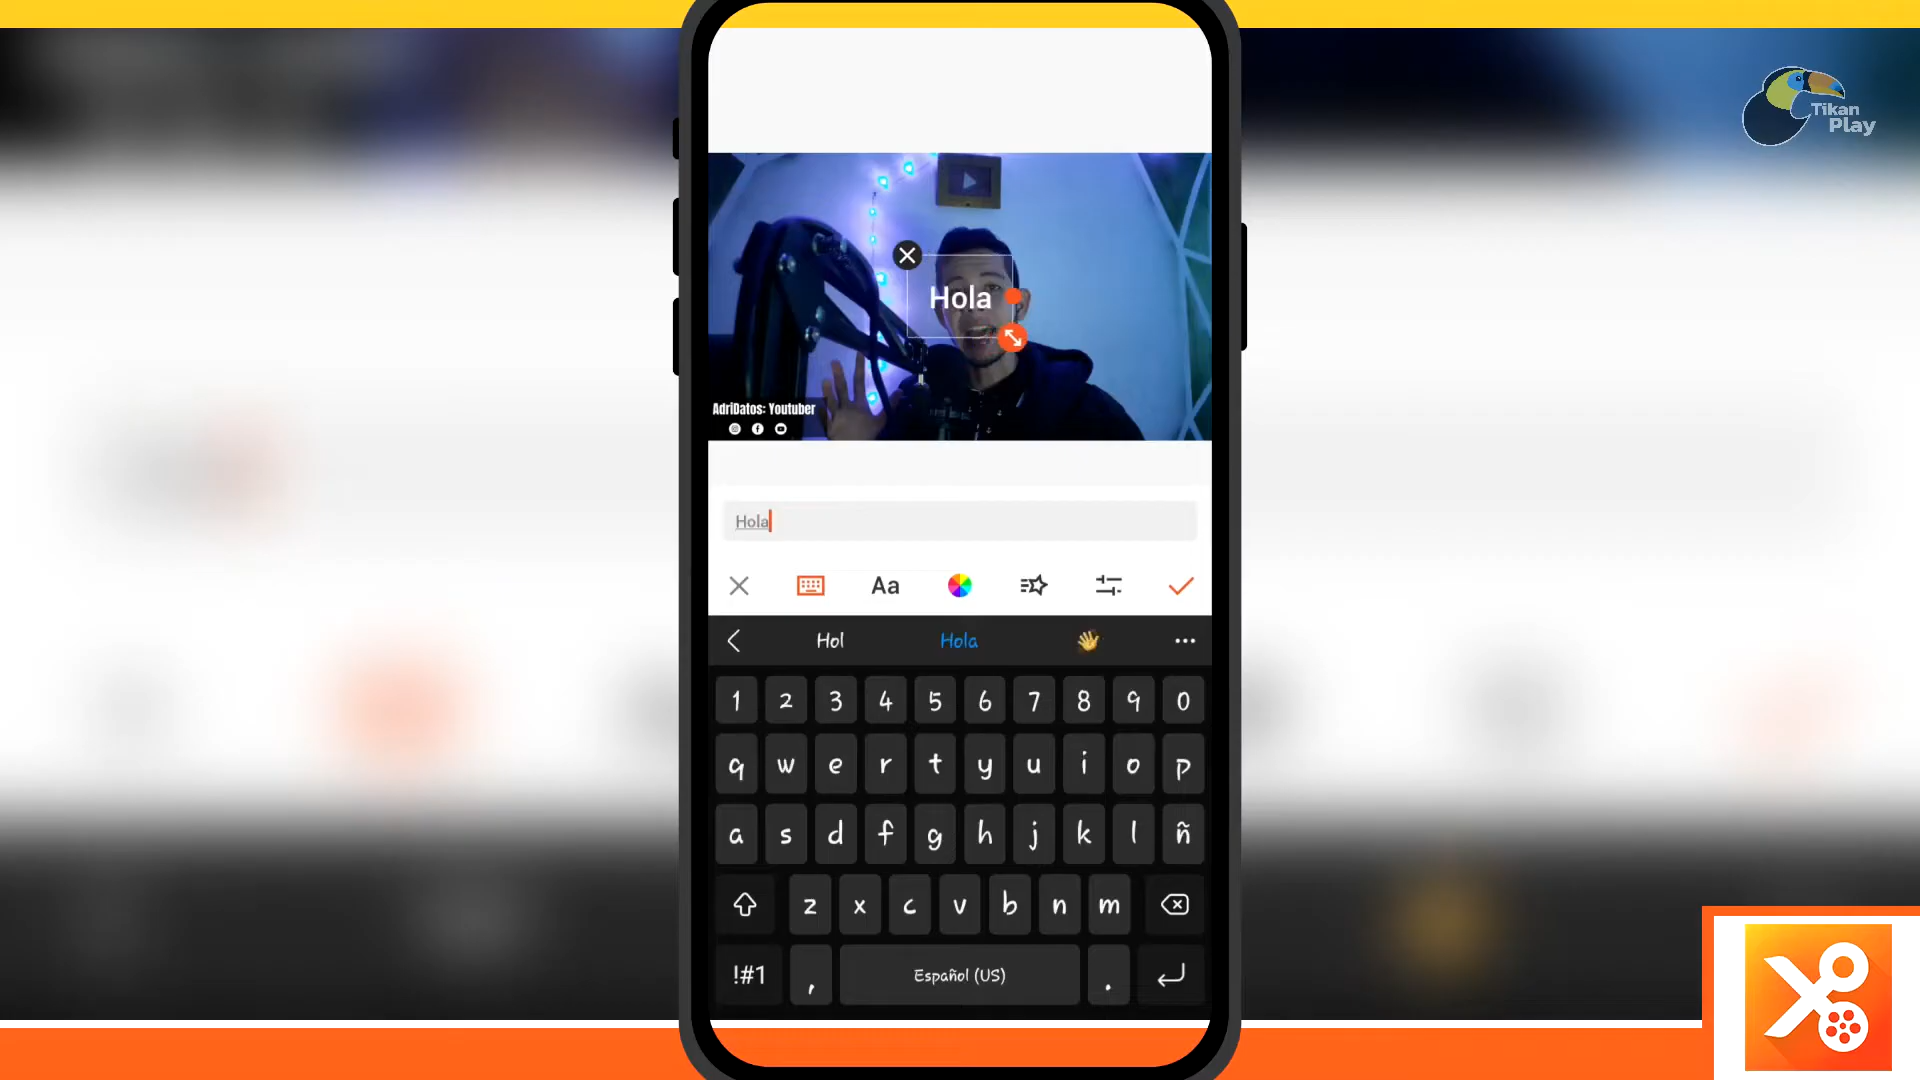 Tikan
Play
Hola
AdriDatos: Youtuber
Hola
Aa
Hol Hola
1 2 3 4 5 6 7 8 9 0
q w e r t y u i o p
a s d f g h j k l ñ
z x c v b n m
!#1 , Español (US) .